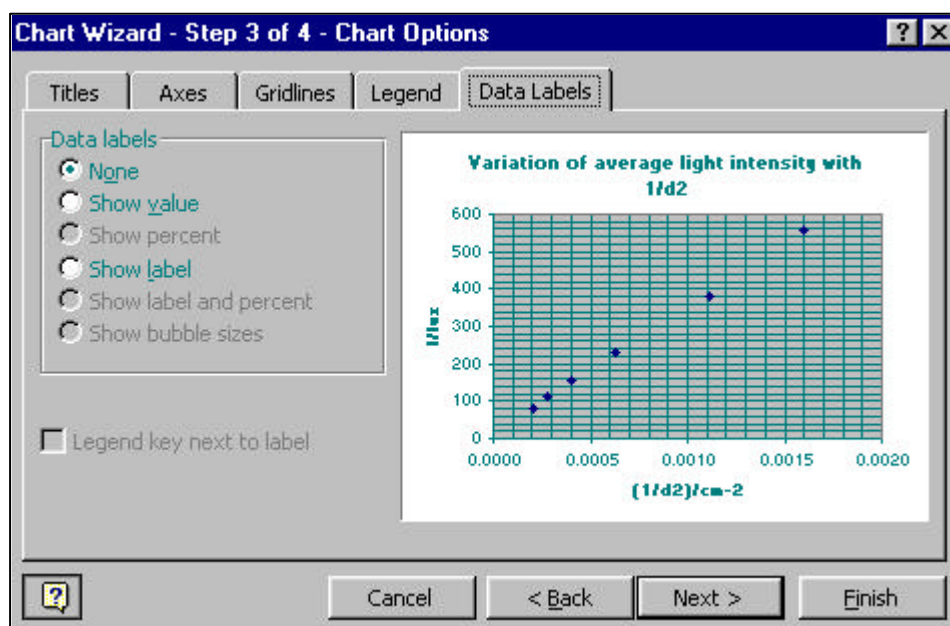 Chart Wizard - Step 3 of 4 - Chart Options
?
Titles
Axes
Gridlines
Legend
Data Labels
Data labels
None
Show value
Show percent
Show label
Show label and percent
Show bubble sizes
Legend key next to label
Variation of average light intensity with
1/d2
600
500
400
300
200
100
0
I/lux
0.0000 0.0005 0.0010 0.0015 0.0020
(1/d2)/cm-2
?
Cancel
< Back
Next >
Finish